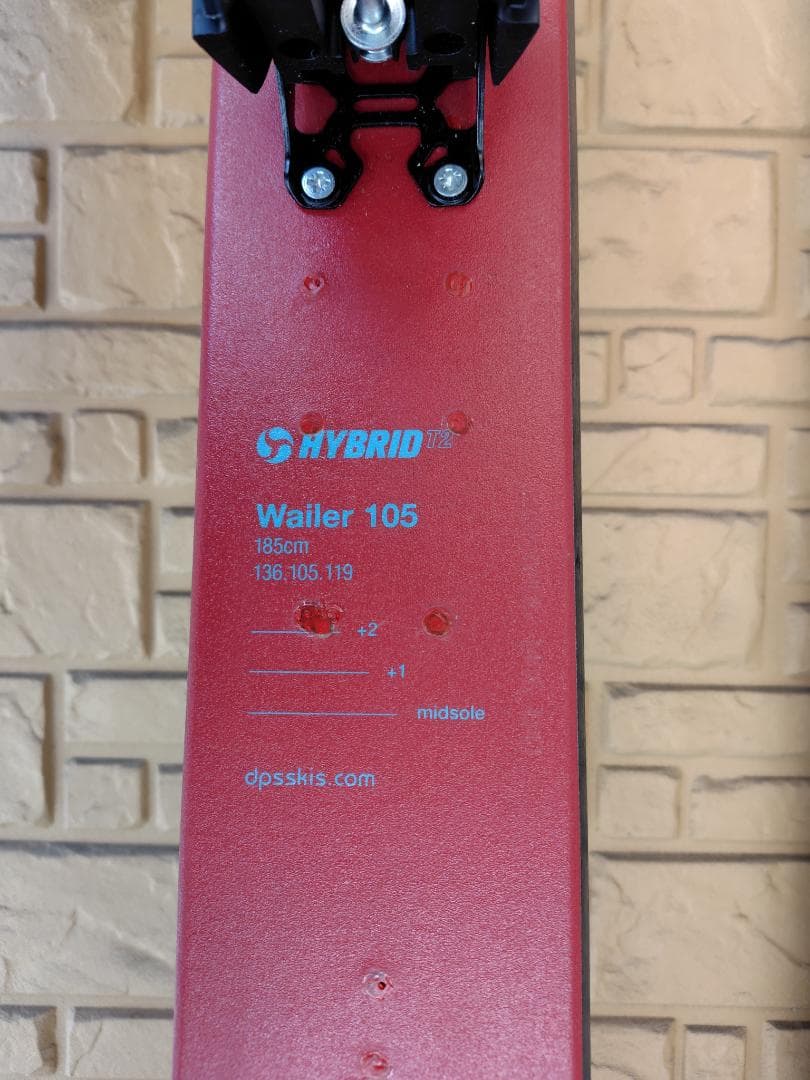 HYBRID T2
Wailer 105
185cm
136.105.119
+2
+1
midsole
dpsskis.com